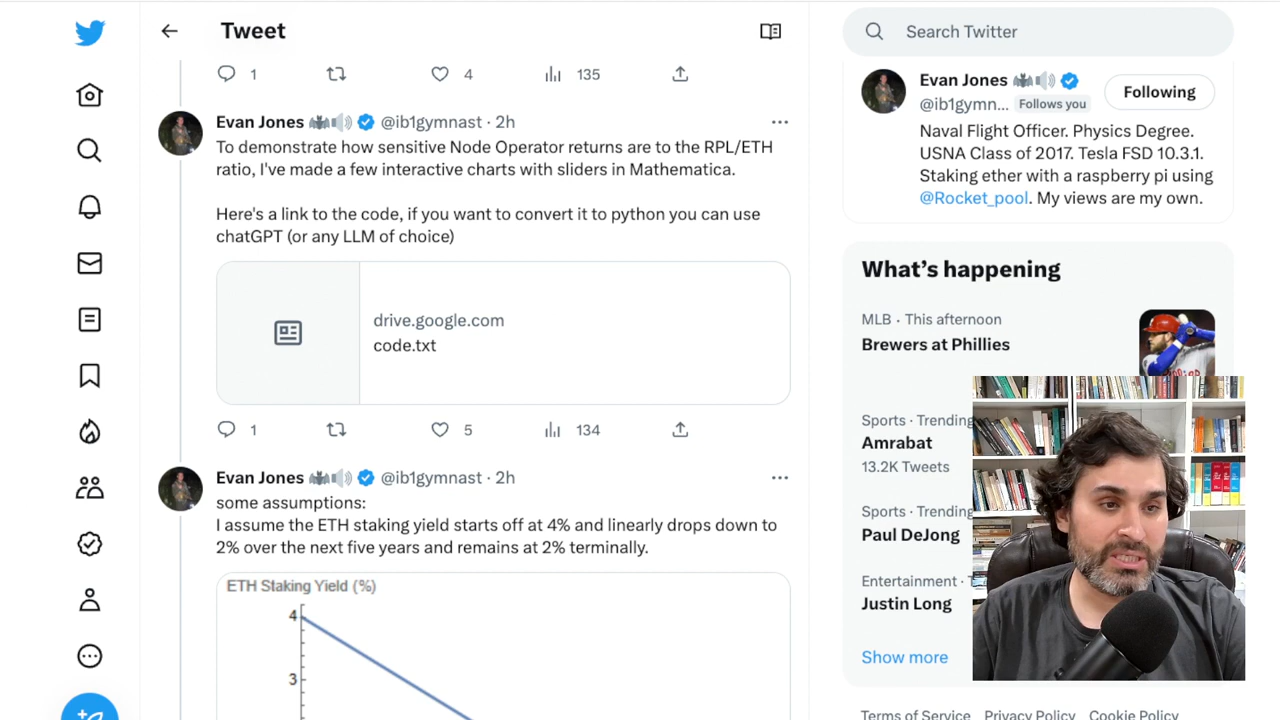 Tweet
Search Twitter
1
4
135
Evan Jones @ib1gymnast · 2h
To demonstrate how sensitive Node Operator returns are to the RPL/ETH
ratio, I've made a few interactive charts with sliders in Mathematica.
Here's a link to the code, if you want to convert it to python you can use
chatGPT (or any LLM of choice)
drive.google.com
code.txt
1
5
134
Evan Jones @ib1gymnast · 2h
some assumptions:
I assume the ETH staking yield starts off at 4% and linearly drops down to
2% over the next five years and remains at 2% terminally.
ETH Staking Yield (%)
4
3
Evan Jones
@ib1gymn... Follows you
Following
Naval Flight Officer. Physics Degree.
USNA Class of 2017. Tesla FSD 10.3.1.
Staking ether with a raspberry pi using
@Rocket_pool. My views are my own.
What's happening
MLB · This afternoon
Brewers at Phillies
Sports · Trending
Amrabat
13.2K Tweets
Sports · Trending
Paul DeJong
Entertainment · T
Justin Long
Show more
Terms of Service Privacy Policy Cookie Policy